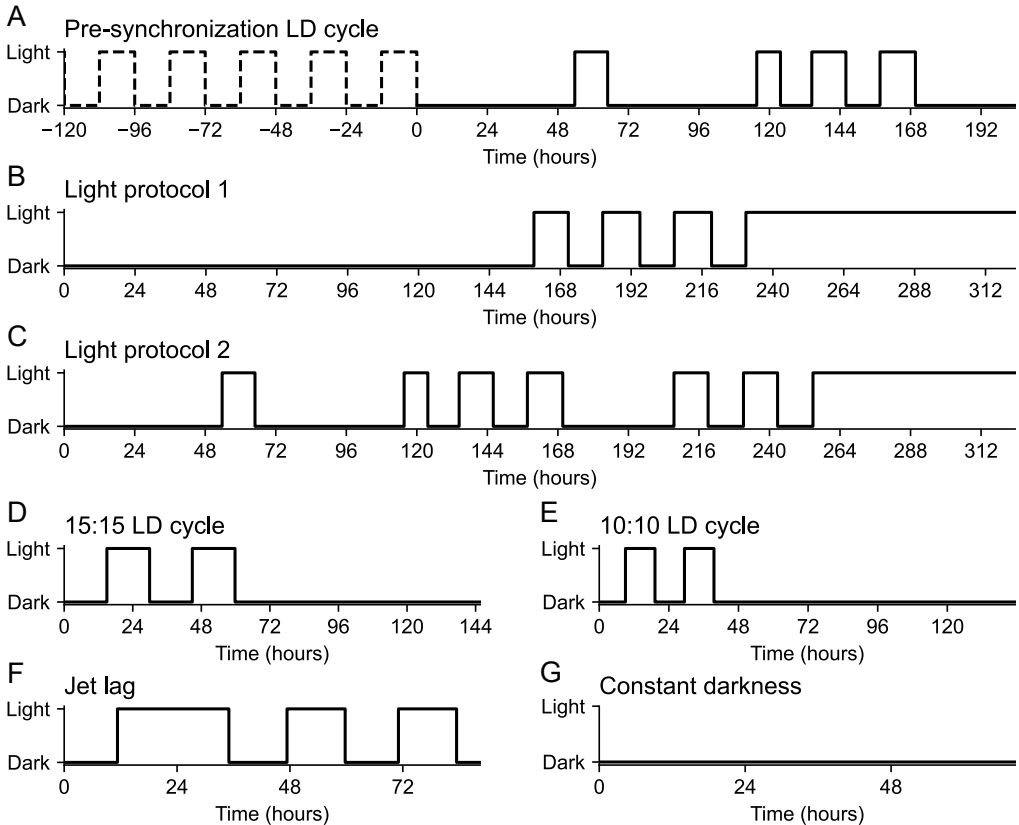 A
Pre-synchronization LD cycle
Light
Dark
−120 −96 −72 −48 −24 0 24 48 72 96 120 144 168 192
Time (hours)
B
Light protocol 1
Light
Dark
0 24 48 72 96 120 144 168 192 216 240 264 288 312
Time (hours)
C
Light protocol 2
Light
Dark
0 24 48 72 96 120 144 168 192 216 240 264 288 312
Time (hours)
D
15:15 LD cycle
Light
Dark
0 24 48 72 96 120 144
Time (hours)
E
10:10 LD cycle
Light
Dark
0 24 48 72 96 120
Time (hours)
F
Jet lag
Light
Dark
0 24 48 72
Time (hours)
G
Constant darkness
Light
Dark
0 24 48
Time (hours)